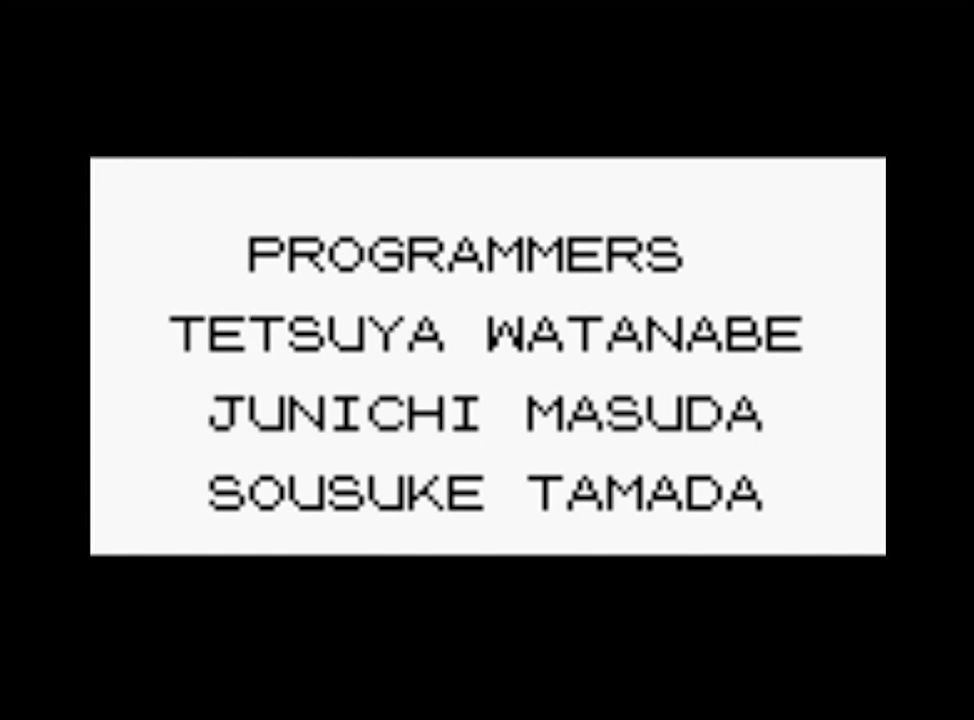 PROGRAMMERS
TETSUYA WATANABE
JUNICHI MASUDA
SOUSUKE TAMADA